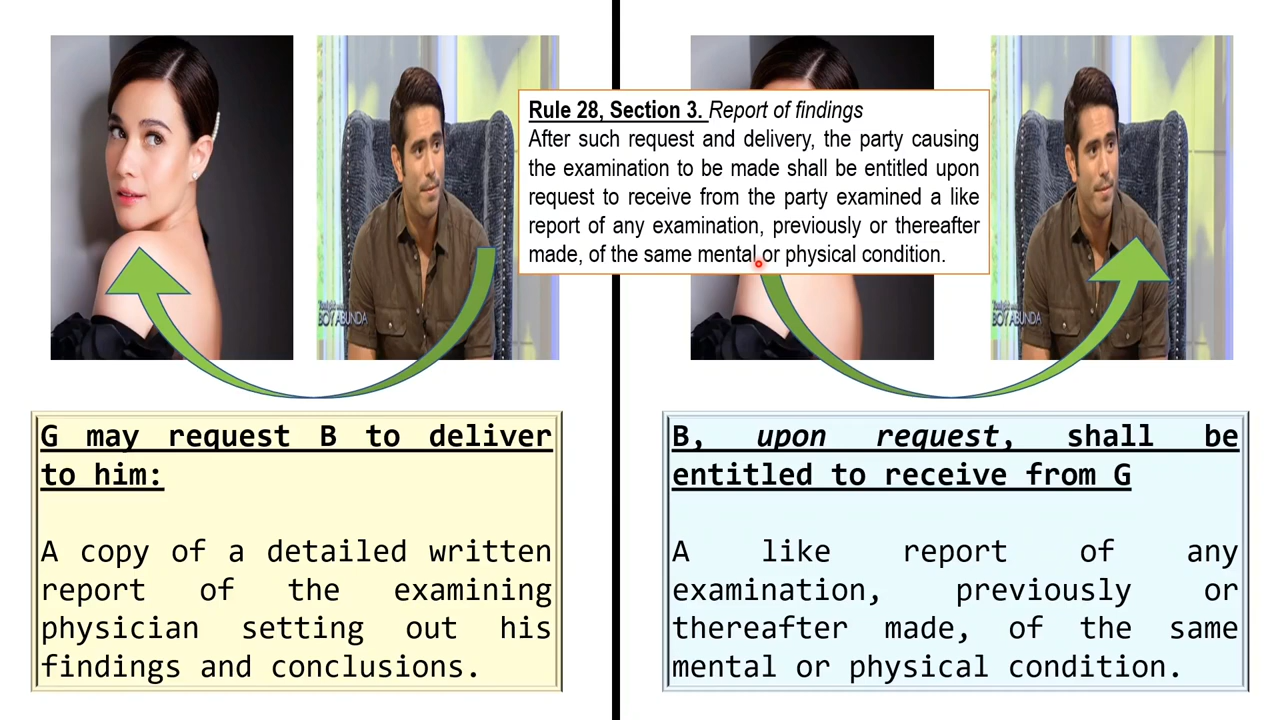 Rule 28, Section 3. Report of findings
After such request and delivery, the party causing
the examination to be made shall be entitled upon
request to receive from the party examined a like
report of any examination, previously or thereafter
made, of the same mental or physical condition.
BOY ABUNDA
BOY ABUNDA
G may request B to deliver
to him:
A copy of a detailed written
report of the examining
physician setting out his
findings and conclusions.
B, upon request, shall be
entitled to receive from G
A like report of any
examination, previously or
thereafter made, of the same
mental or physical condition.